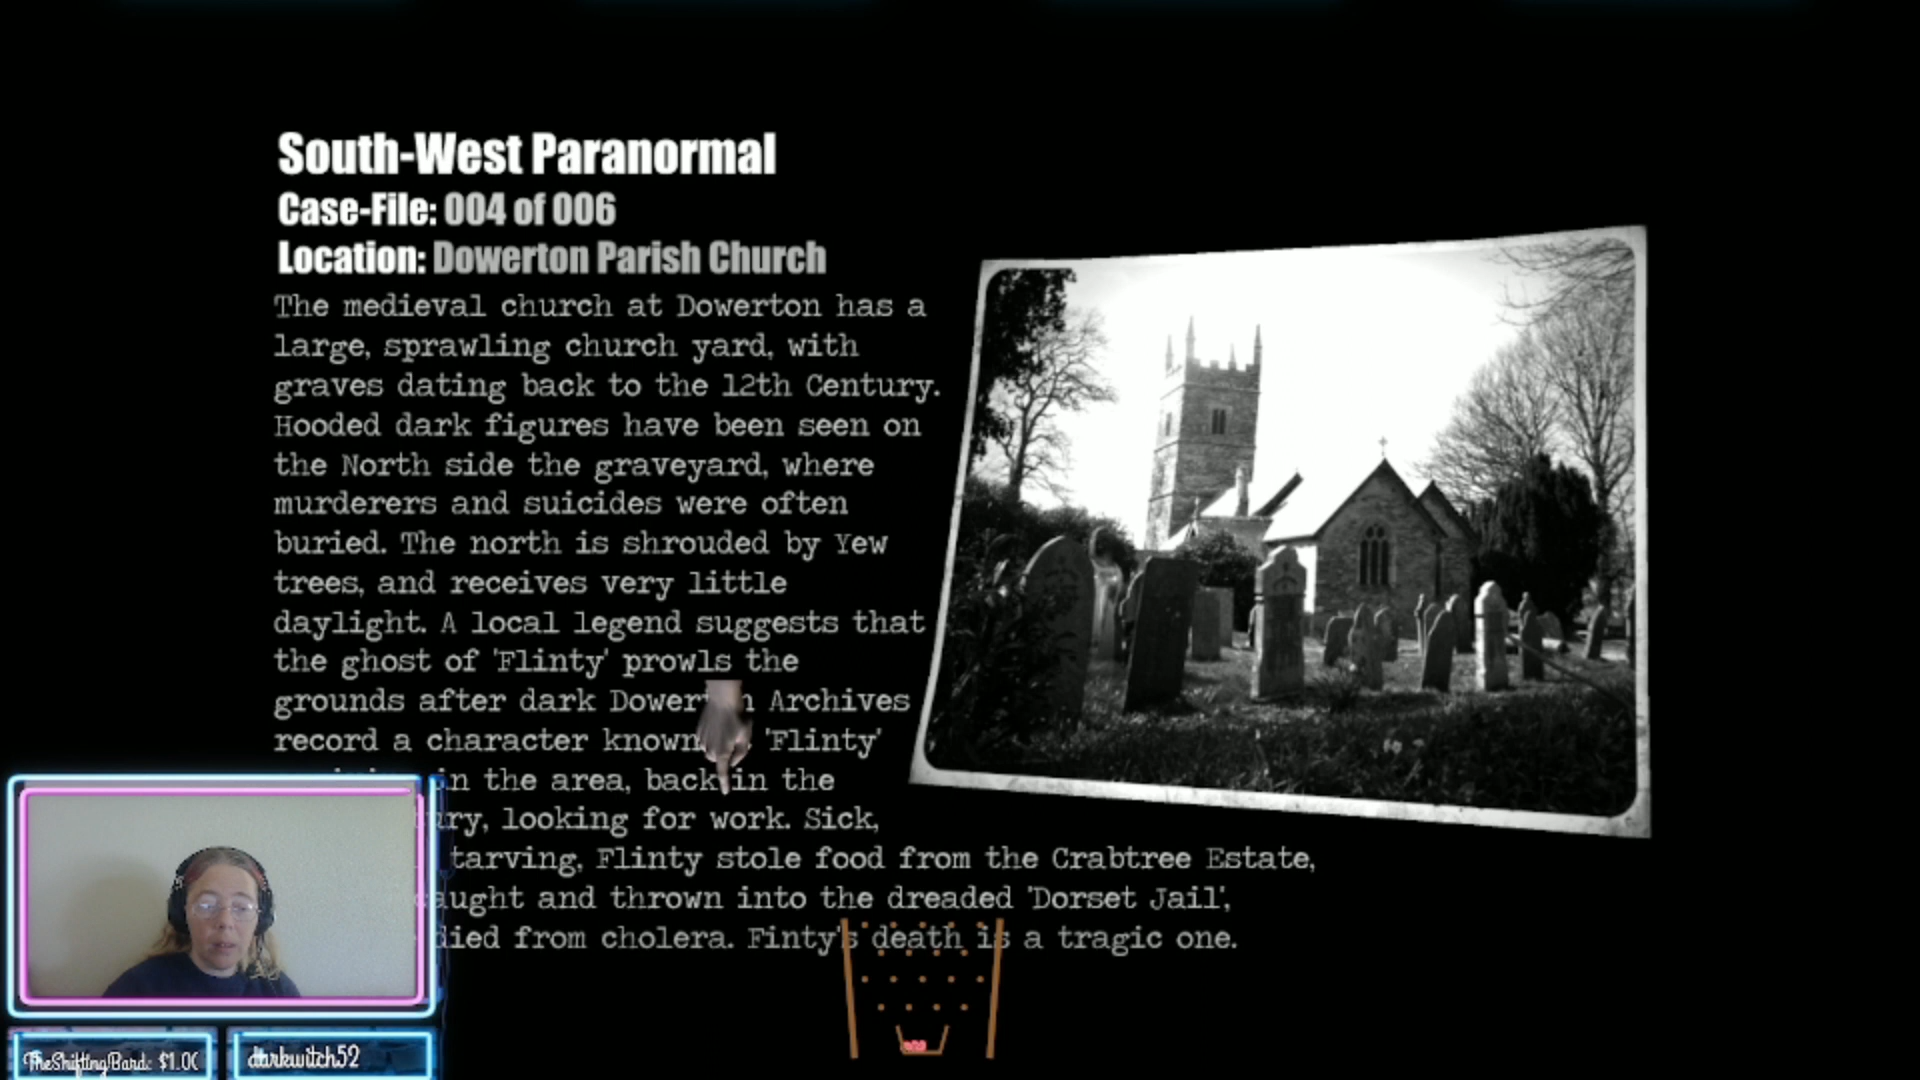 South-West Paranormal
Case-File: 004 of 006
Location: Dowerton Parish Church
The medieval church at Dowerton has a
large, sprawling church yard, with
graves dating back to the 12th Century.
Hooded dark figures have been seen on
the North side the graveyard, where
murderers and suicides were often
buried. The north is shrouded by Yew
trees, and receives very little
daylight. A local legend suggests that
the ghost of 'Flinty' prowls the
grounds after dark Archives
record a character known 'Flinty'
in the area, back in the
looking for work. Sick,
Flinty stole food from the Crabtree Estate,
and thrown into the dreaded 'Dorset Jail',
died from cholera. Finty's death is a tragic one.
TheShiftingBard: $1.00
darkwitch52